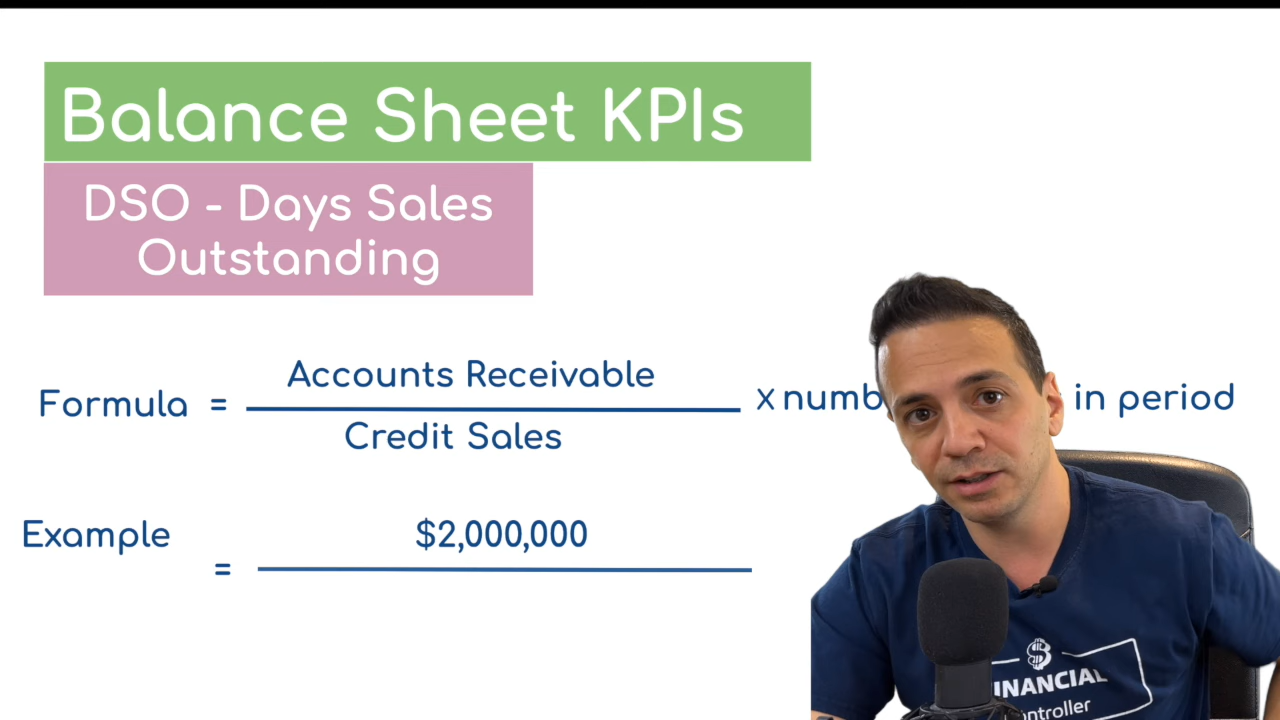 Balance Sheet KPIs
DSO - Days Sales
Outstanding
Accounts Receivable
Formula = x numb in period
Credit Sales
Example $2,000,000
=
$
INANCIAL
ontroller